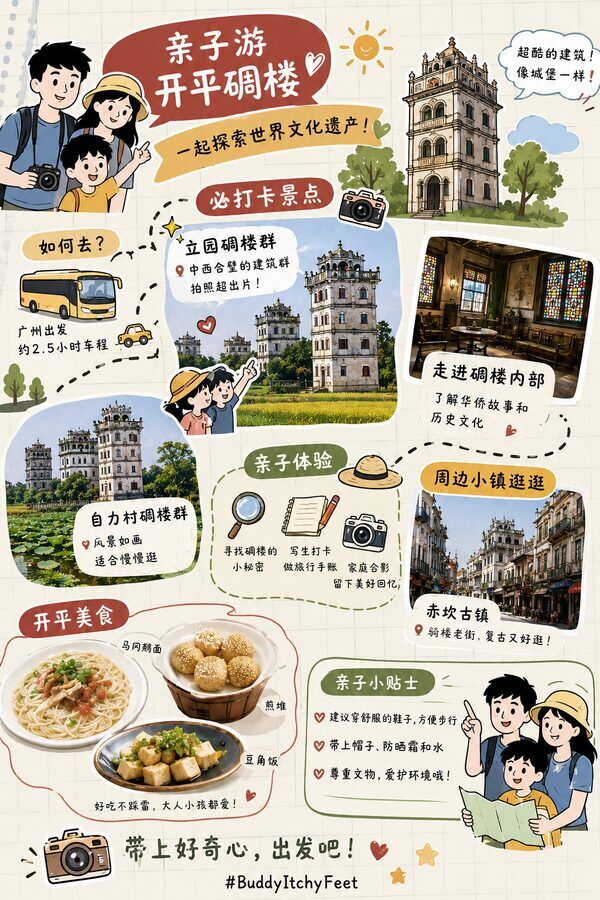 亲子游
开平碉楼
一起探索世界文化遗产！
超酷的建筑！
像城堡一样！
必打卡景点
如何去？
广州出发
约2.5小时车程
立园碉楼群
中西合璧的建筑群
拍照超出片！
走进碉楼内部
了解华侨故事和
历史文化
自力村碉楼群
风景如画
适合慢慢逛
亲子体验
寻找碉楼的
小秘密
写生打卡
做旅行手账
家庭合影
留下美好回忆
周边小镇逛逛
赤坎古镇
骑楼老街，复古又好逛！
开平美食
马冈鹅面
煎堆
豆角饭
好吃不踩雷，大人小孩都爱！
亲子小贴士
建议穿舒服的鞋子，方便步行
带上帽子、防晒霜和水
尊重文物，爱护环境哦！
带上好奇心，出发吧！
#BuddyItchyFeet